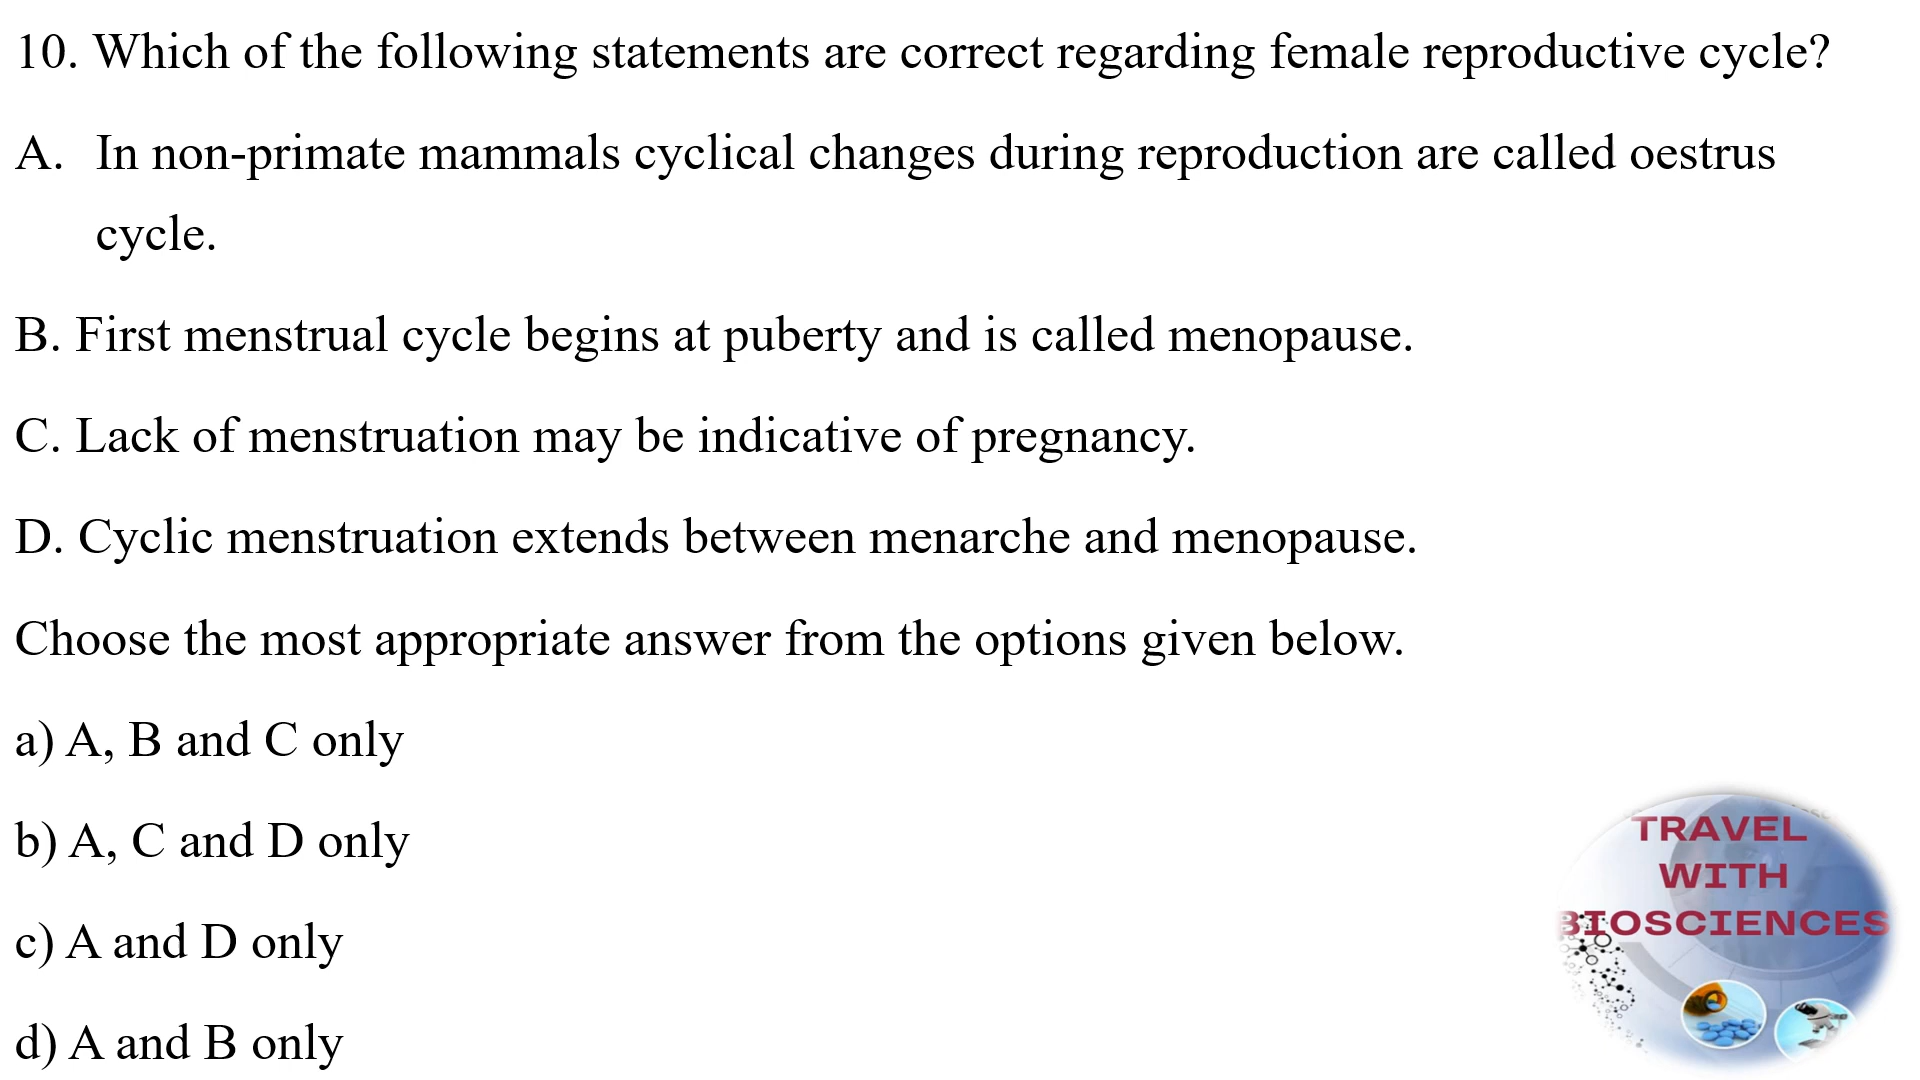 10. Which of the following statements are correct regarding female reproductive cycle?
A. In non-primate mammals cyclical changes during reproduction are called oestrus
cycle.
B. First menstrual cycle begins at puberty and is called menopause.
C. Lack of menstruation may be indicative of pregnancy.
D. Cyclic menstruation extends between menarche and menopause.
Choose the most appropriate answer from the options given below.
a) A, B and C only
b) A, C and D only
c) A and D only
d) A and B only
TRAVEL
WITH
BIOSCIENCES